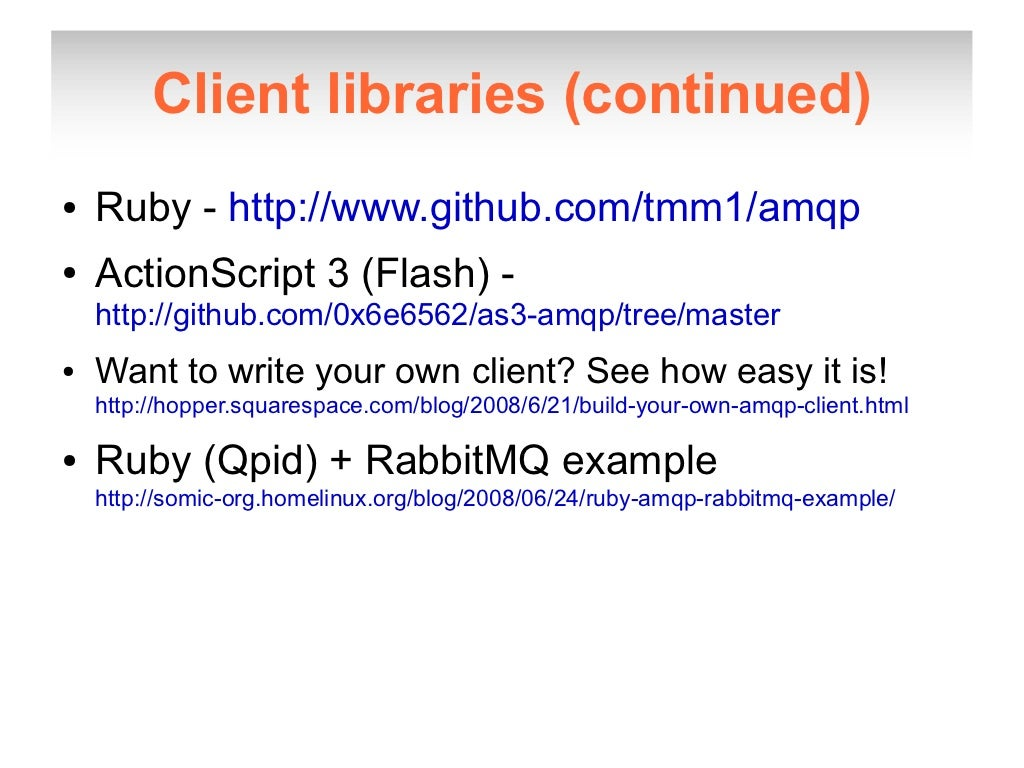 Client libraries (continued)
● Ruby - http://www.github.com/tmm1/amqp
● ActionScript 3 (Flash) -
http://github.com/0x6e6562/as3-amqp/tree/master
● Want to write your own client? See how easy it is!
http://hopper.squarespace.com/blog/2008/6/21/build-your-own-amqp-client.html
● Ruby (Qpid) + RabbitMQ example
http://somic-org.homelinux.org/blog/2008/06/24/ruby-amqp-rabbitmq-example/